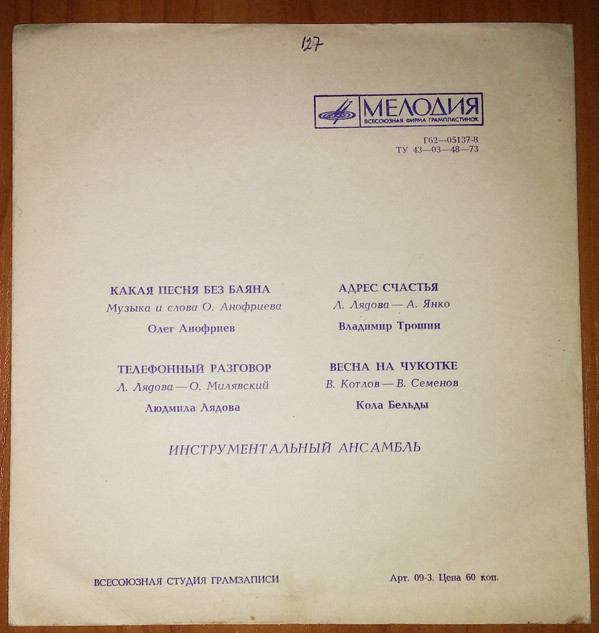 127
МЕЛОДИЯ
ВСЕСОЮЗНАЯ ФИРМА ГРАМПЛАСТИНОК
Г62—05137-8
ТУ 43—03—48—73
КАКАЯ ПЕСНЯ БЕЗ БАЯНА
Музыка и слова О. Анофриева
Олег Анофриев
АДРЕС СЧАСТЬЯ
Л. Лядова — А. Янко
Владимир Трошин
ТЕЛЕФОННЫЙ РАЗГОВОР
Л. Лядова — О. Милявский
Людмила Лядова
ВЕСНА НА ЧУКОТКЕ
В. Котлов — В. Семенов
Кола Бельды
ИНСТРУМЕНТАЛЬНЫЙ АНСАМБЛЬ
ВСЕСОЮЗНАЯ СТУДИЯ ГРАМЗАПИСИ
Арт. 09-3. Цена 60 коп.